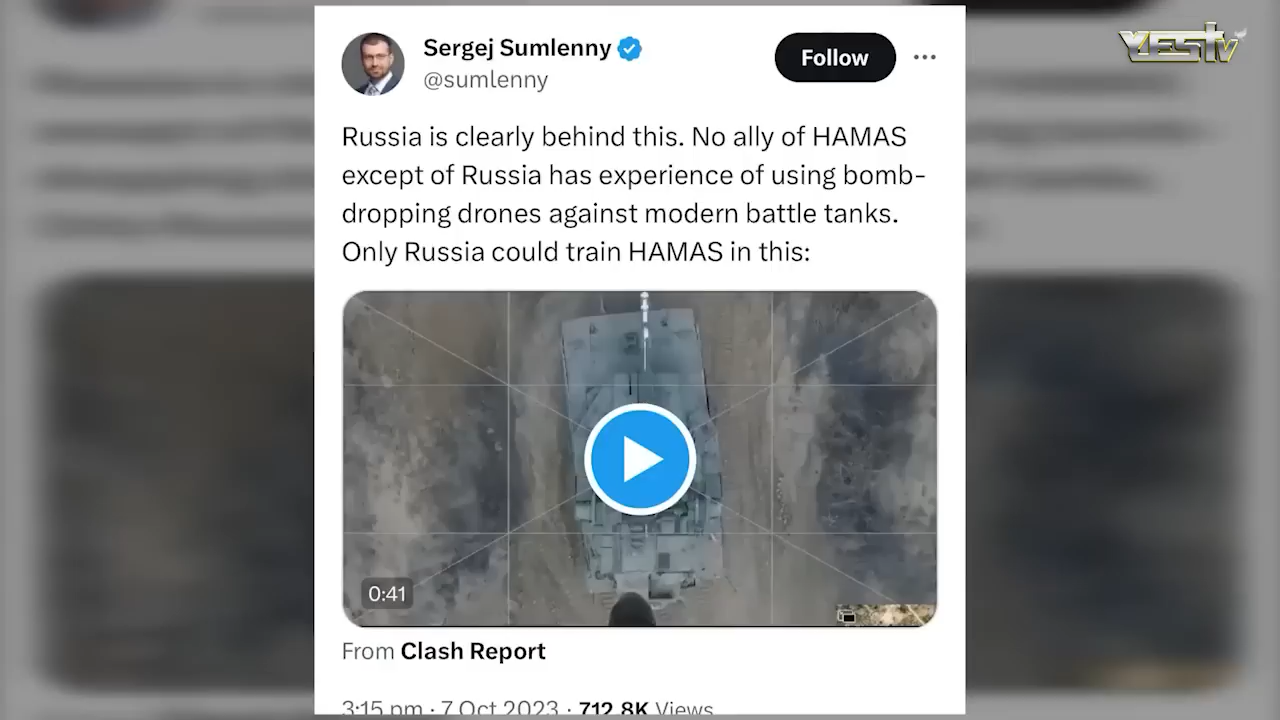 Sergej Sumlenny
@sumlenny
Follow
YESTV
Russia is clearly behind this. No ally of HAMAS
except of Russia has experience of using bomb-
dropping drones against modern battle tanks.
Only Russia could train HAMAS in this:
0:41
From Clash Report
3:15 pm · 7 Oct 2023 · 712.8K Views